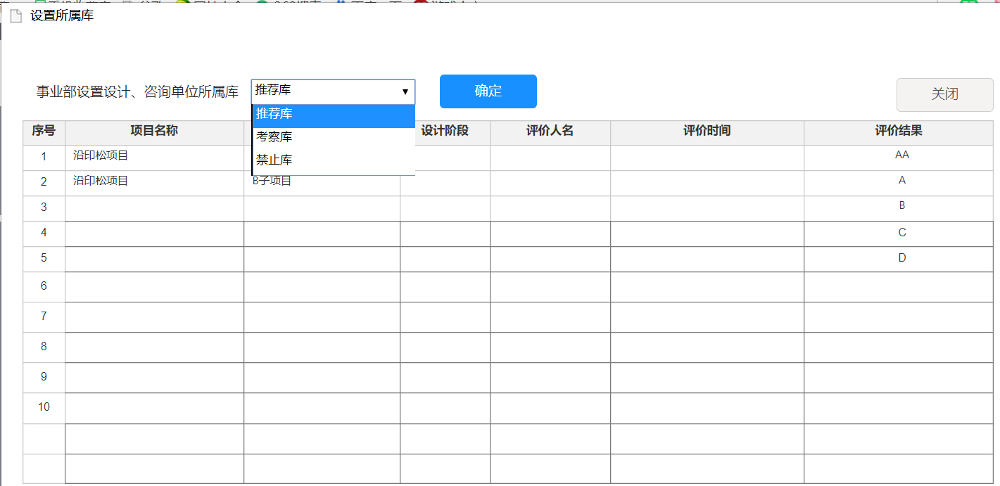 设置所属库
事业部设置设计、咨询单位所属库 推荐库 ▼ 确定 关闭
推荐库
考察库
禁止库
序号 项目名称 设计阶段 评价人名 评价时间 评价结果
1 沿印松项目 AA
2 沿印松项目 B子项目 A
3 B
4 C
5 D
6
7
8
9
10